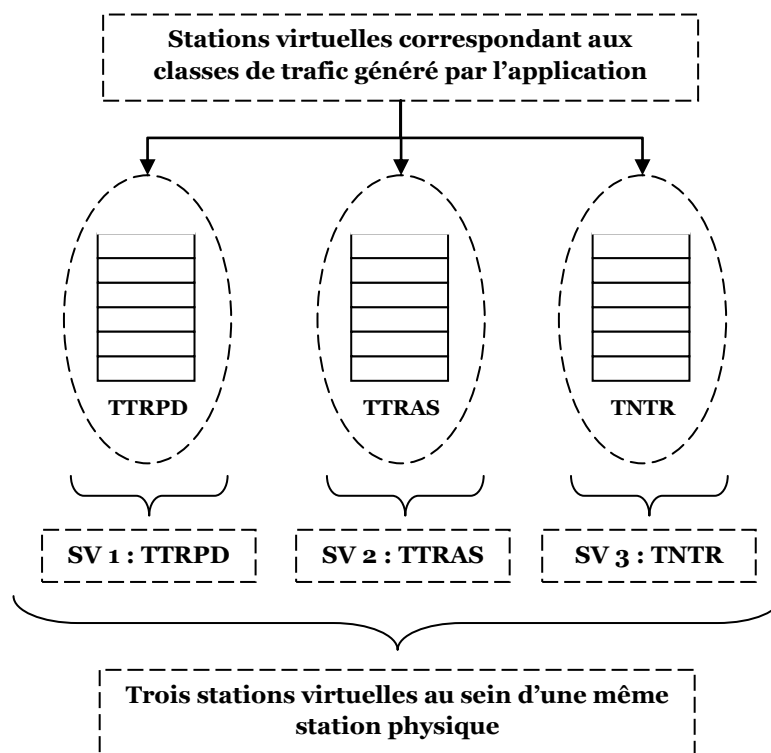 Stations virtuelles correspondant aux
classes de trafic généré par l’application
TTRPD
TTRAS
TNTR
SV 1 : TTRPD
SV 2 : TTRAS
SV 3 : TNTR
Trois stations virtuelles au sein d’une même
station physique